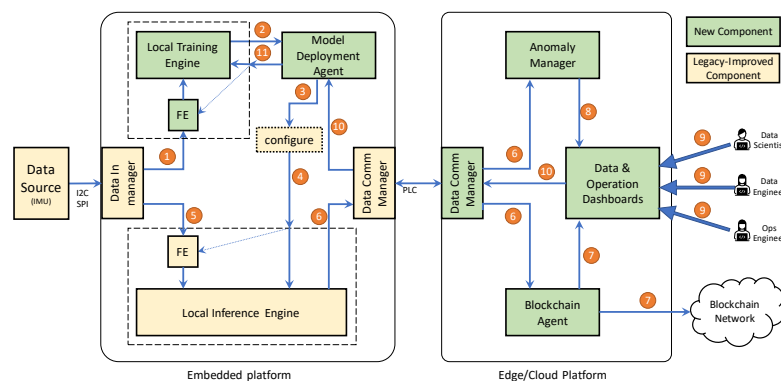 Local Training
Engine
2
11
Model
Deployment
Agent
Anomaly
Manager
New Component
Legacy-Improved
Component
FE
3
configure
10
8
1
6
9
Data
Scientist
Data
Source
(IMU)
I2C
SPI
Data In
manager
4
Data Comm
Manager
PLC
Data Comm
Manager
10
Data &
Operation
Dashboards
9
Data
Engineer
5
6
6
9
Ops
Engineer
FE
7
7
Local Inference Engine
Blockchain
Agent
Blockchain
Network
Embedded platform
Edge/Cloud Platform